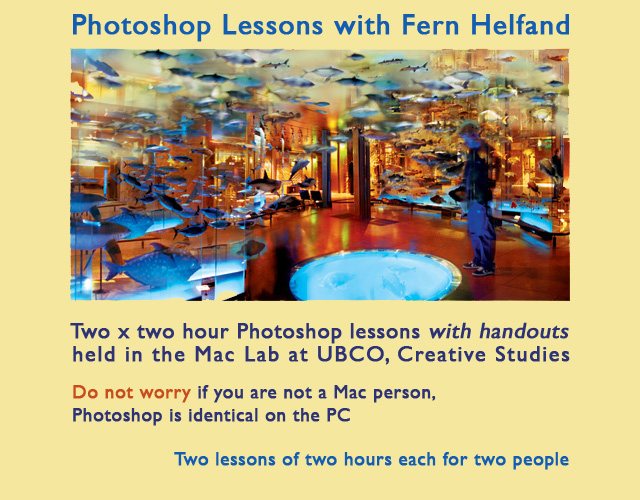 Photoshop Lessons with Fern Helfand
Two x two hour Photoshop lessons with handouts
held in the Mac Lab at UBCO, Creative Studies
Do not worry if you are not a Mac person,
Photoshop is identical on the PC
Two lessons of two hours each for two people